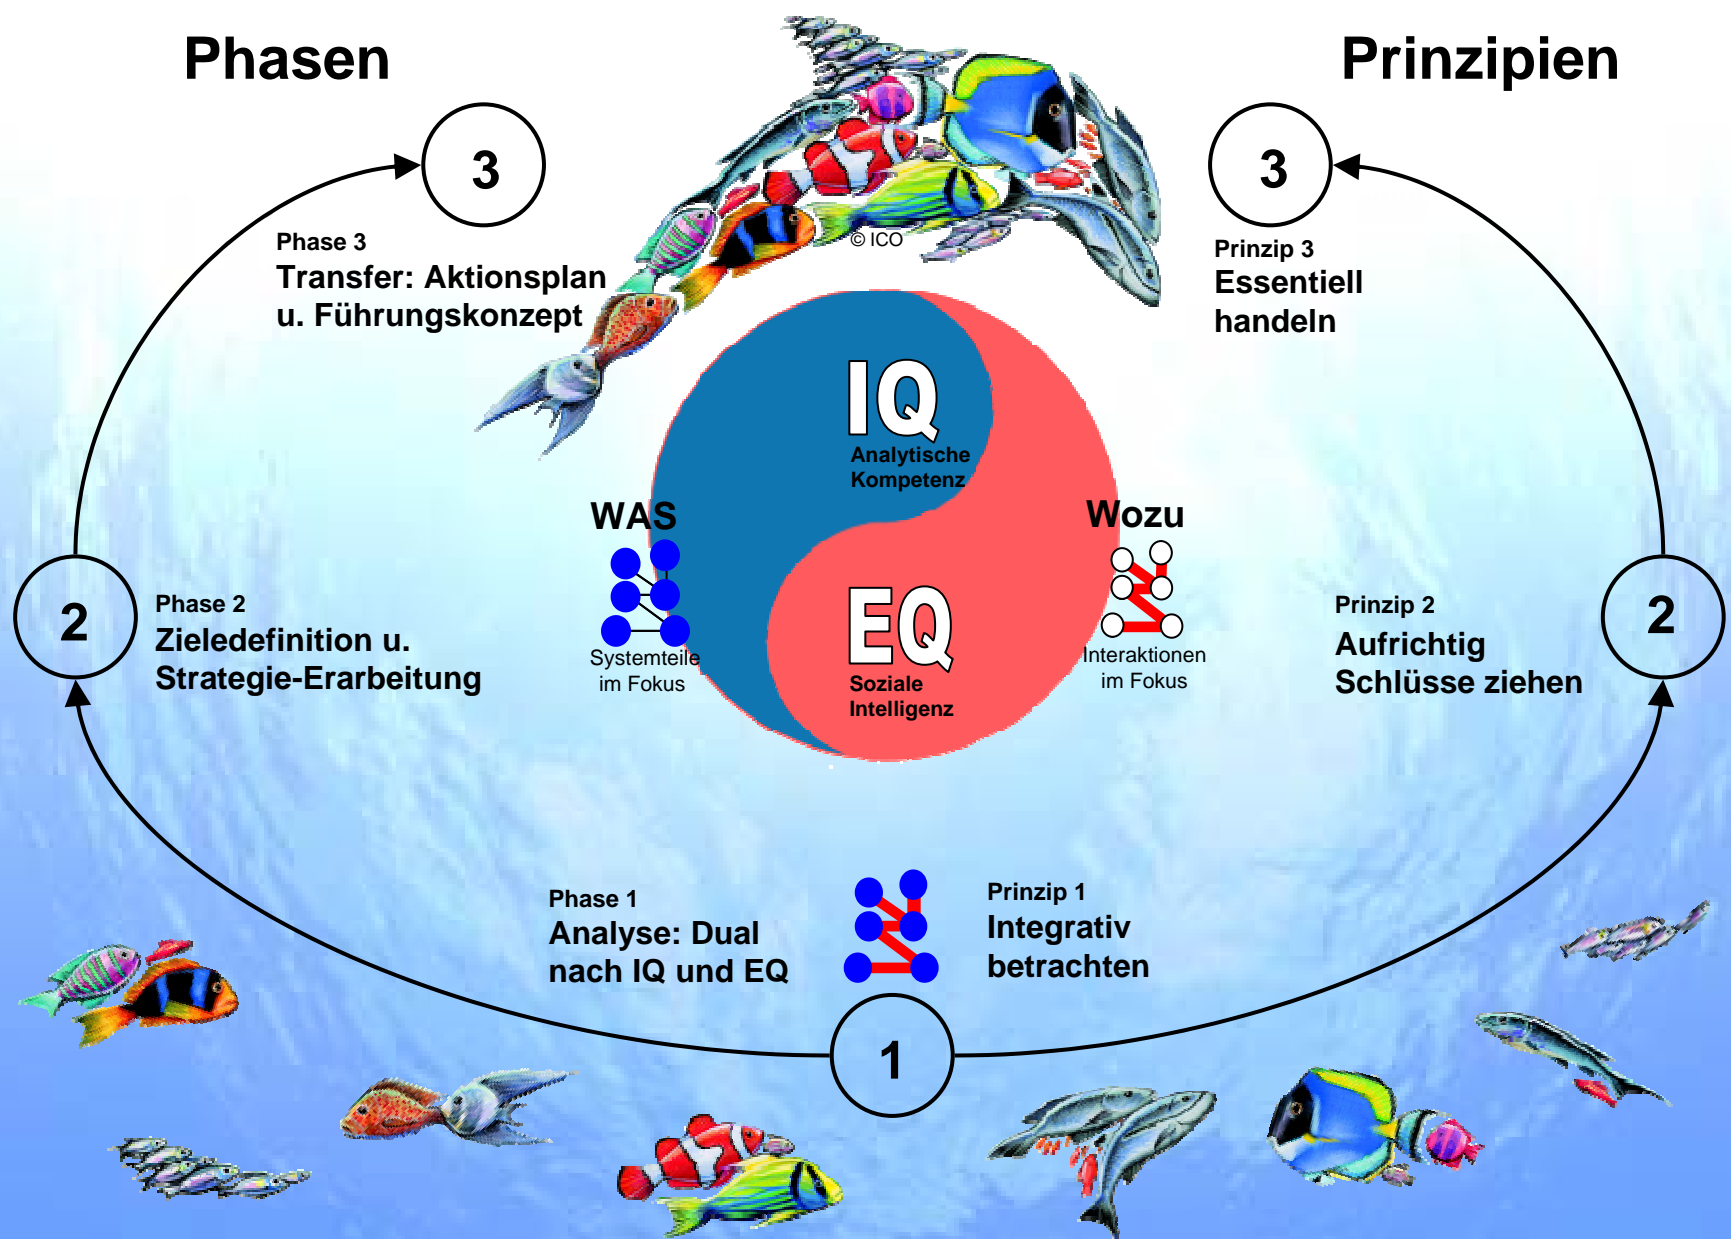 Phasen
Prinzipien
3
3
Phase 3
Transfer: Aktionsplan
u. Führungskonzept
© ICO
Prinzip 3
Essentiell
handeln
IQ
Analytische
Kompetenz
WAS
Systemteile
im Fokus
Wozu
Interaktionen
im Fokus
EQ
Soziale
Intelligenz
2
Phase 2
Zieledefinition u.
Strategie-Erarbeitung
Prinzip 2
Aufrichtig
Schlüsse ziehen
2
Phase 1
Analyse: Dual
nach IQ und EQ
Prinzip 1
Integrativ
betrachten
1